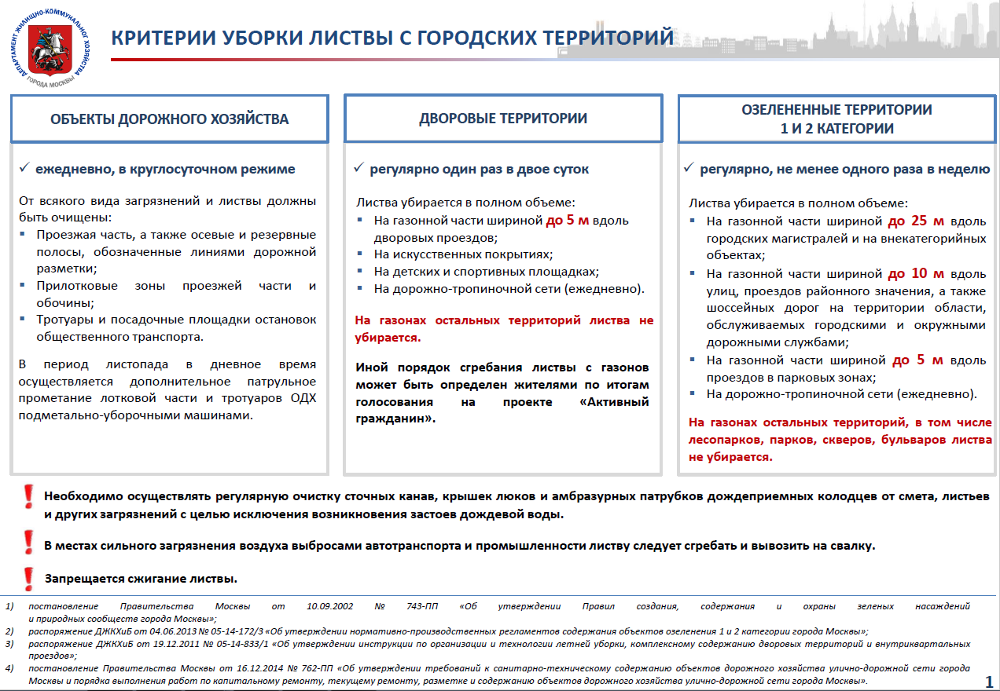 ДЕПАРТАМЕНТ ЖИЛИЩНО-КОММУНАЛЬНОГО ХОЗЯЙСТВА
ГОРОДА МОСКВЫ
КРИТЕРИИ УБОРКИ ЛИСТВЫ С ГОРОДСКИХ ТЕРРИТОРИЙ
ОБЪЕКТЫ ДОРОЖНОГО ХОЗЯЙСТВА
✓ ежедневно, в круглосуточном режиме
От всякого вида загрязнений и листвы должны
быть очищены:
▪ Проезжая часть, а также осевые и резервные
полосы, обозначенные линиями дорожной
разметки;
▪ Прилотковые зоны проезжей части и
обочины;
▪ Тротуары и посадочные площадки остановок
общественного транспорта.
В период листопада в дневное время
осуществляется дополнительное патрульное
прометание лотковой части и тротуаров ОДХ
подметально-уборочными машинами.
ДВОРОВЫЕ ТЕРРИТОРИИ
✓ регулярно один раз в двое суток
Листва убирается в полном объеме:
▪ На газонной части шириной до 5 м вдоль
дворовых проездов;
▪ На искусственных покрытиях;
▪ На детских и спортивных площадках;
▪ На дорожно-тропиночной сети (ежедневно).
На газонах остальных территорий листва не
убирается.
Иной порядок сгребания листвы с газонов
может быть определен жителями по итогам
голосования на проекте «Активный
гражданин».
ОЗЕЛЕНЕННЫЕ ТЕРРИТОРИИ
1 И 2 КАТЕГОРИИ
✓ регулярно, не менее одного раза в неделю
Листва убирается в полном объеме:
▪ На газонной части шириной до 25 м вдоль
городских магистралей и на внекатегорийных
объектах;
▪ На газонной части шириной до 10 м вдоль
улиц, проездов районного значения, а также
шоссейных дорог на территории области,
обслуживаемых городскими и окружными
дорожными службами;
▪ На газонной части шириной до 5 м вдоль
проездов в парковых зонах;
▪ На дорожно-тропиночной сети (ежедневно).
На газонах остальных территорий, в том числе
лесопарков, парков, скверов, бульваров листва
не убирается.
! Необходимо осуществлять регулярную очистку сточных канав, крышек люков и амбразурных патрубков дождеприемных колодцев от смета, листьев
и других загрязнений с целью исключения возникновения застоев дождевой воды.
! В местах сильного загрязнения воздуха выбросами автотранспорта и промышленности листву следует сгребать и вывозить на свалку.
! Запрещается сжигание листвы.
1) постановление Правительства Москвы от 10.09.2002 № 743-ПП «Об утверждении Правил создания, содержания и охраны зеленых насаждений
и природных сообществ города Москвы»;
2) распоряжение ДЖКХиБ от 04.06.2013 № 05-14-172/3 «Об утверждении нормативно-производственных регламентов содержания объектов озеленения 1 и 2 категории города Москвы»;
3) распоряжение ДЖКХиБ от 19.12.2011 № 05-14-833/1 «Об утверждении инструкции по организации и технологии летней уборки, комплексному содержанию дворовых территорий и внутриквартальных
проездов»;
4) постановление Правительства Москвы от 16.12.2014 № 762-ПП «Об утверждении требований к санитарно-техническому содержанию объектов дорожного хозяйства улично-дорожной сети города
Москвы и порядка выполнения работ по капитальному ремонту, текущему ремонту, разметке и содержанию объектов дорожного хозяйства улично-дорожной сети города Москвы».
1